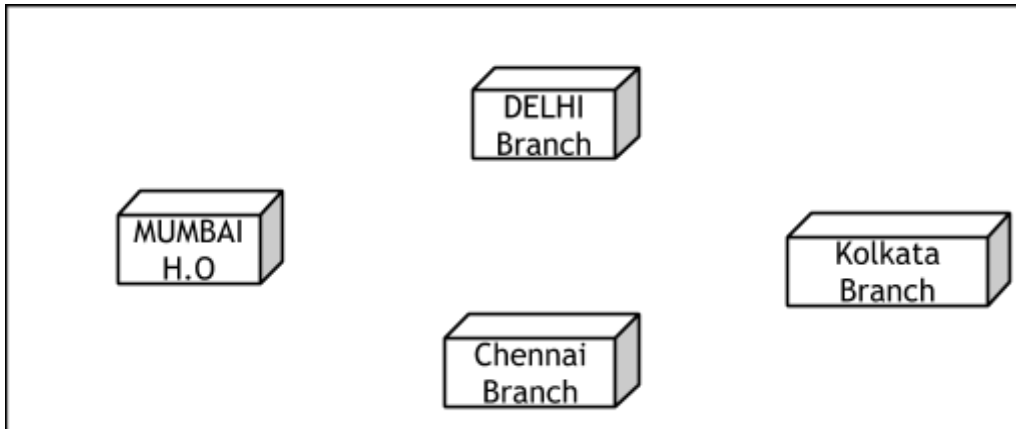 DELHI
Branch
MUMBAI
H.O
Kolkata
Branch
Chennai
Branch